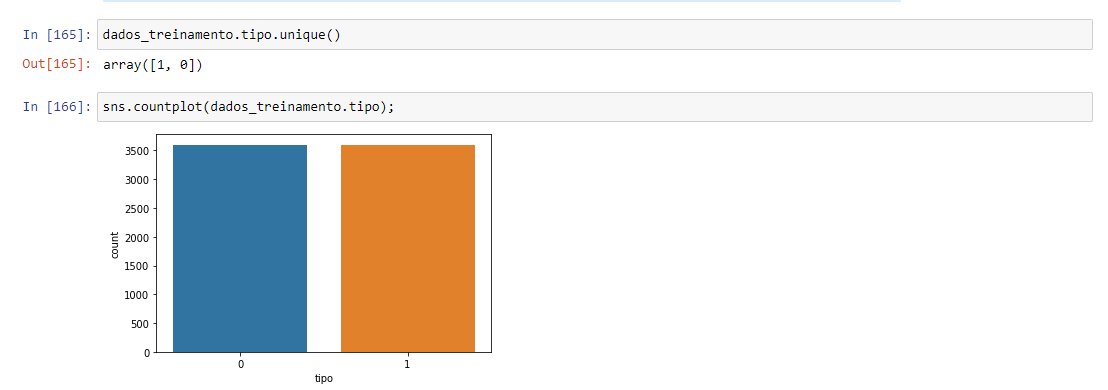 In [165]: dados_treinamento.tipo.unique()
Out[165]: array([1, 0])
In [166]: sns.countplot(dados_treinamento.tipo);
3500
3000
2500
2000
1500
1000
500
0
count
0 1
tipo